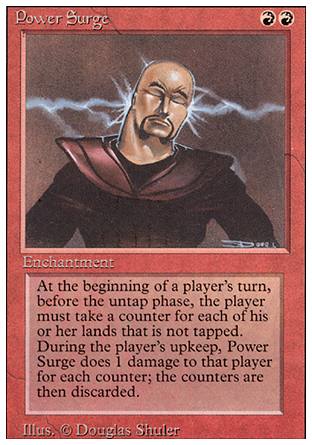 Power Surge
Enchantment
At the beginning of a player's turn,
before the untap phase, the player
must take a counter for each of his
or her lands that is not tapped.
During the player's upkeep, Power
Surge does 1 damage to that player
for each counter; the counters are
then discarded.
Illus. © Douglas Shuler